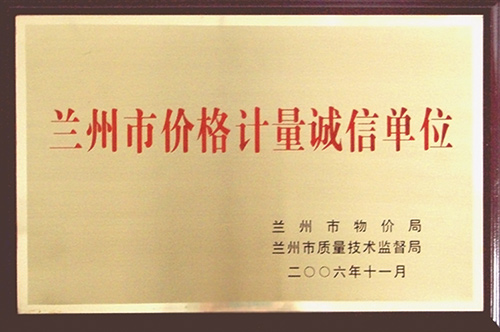 兰州市价格计量诚信单位
兰州市物价局
兰州市质量技术监督局
二〇〇六年十一月